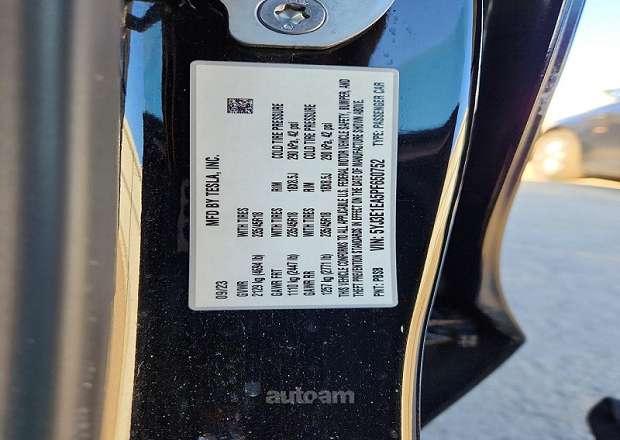 MFD BY TESLA, INC.
09/23
GVWR WITH TIRES COLD TIRE PRESSURE
2129 kg (4694 lb) 235/45R18 290 kPa, 42 psi
GAWR FRT WITH TIRES RIM COLD TIRE PRESSURE
1110 kg (2447 lb) 235/45R18 18X8.5J 290 kPa, 42 psi
GAWR RR WITH TIRES RIM
1257 kg (2771 lb) 235/45R18 18X8.5J
THIS VEHICLE CONFORMS TO ALL APPLICABLE U.S. FEDERAL MOTOR VEHICLE SAFETY, BUMPER, AND
THEFT PREVENTION STANDARDS IN EFFECT ON THE DATE OF MANUFACTURE SHOWN ABOVE.
VIN: 5YJ3E1EA5PF650752
PNT: PBSB TYPE: PASSENGER CAR
autoam